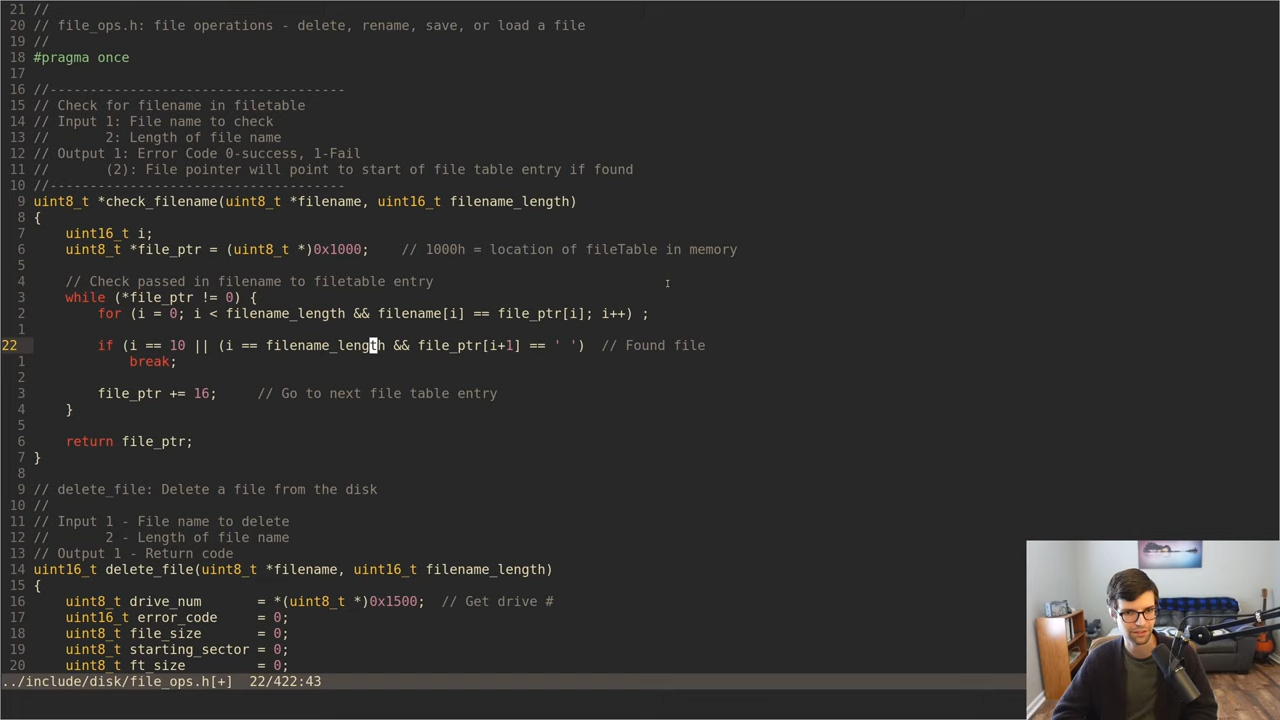 21 //
20 // file_ops.h: file operations - delete, rename, save, or load a file
19 //
18 #pragma once
17
16 //-------------------------------------
15 // Check for filename in filetable
14 // Input 1: File name to check
13 //       2: Length of file name
12 // Output 1: Error Code 0-success, 1-Fail
11 //       (2): File pointer will point to start of file table entry if found
10 //-------------------------------------
9 uint8_t *check_filename(uint8_t *filename, uint16_t filename_length)
8 {
7     uint16_t i;
6     uint8_t *file_ptr = (uint8_t *)0x1000;    // 1000h = location of fileTable in memory
5
4     // Check passed in filename to filetable entry
3     while (*file_ptr != 0) {
2         for (i = 0; i < filename_length && filename[i] == file_ptr[i]; i++) ;
1
22         if (i == 10 || (i == filename_length && file_ptr[i+1] == ' ')  // Found file
1             break;
2
3         file_ptr += 16;     // Go to next file table entry
4     }
5
6     return file_ptr;
7 }
8
9 // delete_file: Delete a file from the disk
10 //
11 // Input 1 - File name to delete
12 //       2 - Length of file name
13 // Output 1 - Return code
14 uint16_t delete_file(uint8_t *filename, uint16_t filename_length)
15 {
16     uint8_t drive_num       = *(uint8_t *)0x1500;  // Get drive #
17     uint16_t error_code     = 0;
18     uint8_t file_size       = 0;
19     uint8_t starting_sector = 0;
20     uint8_t ft_size         = 0;
../include/disk/file_ops.h[+]  22/422:43